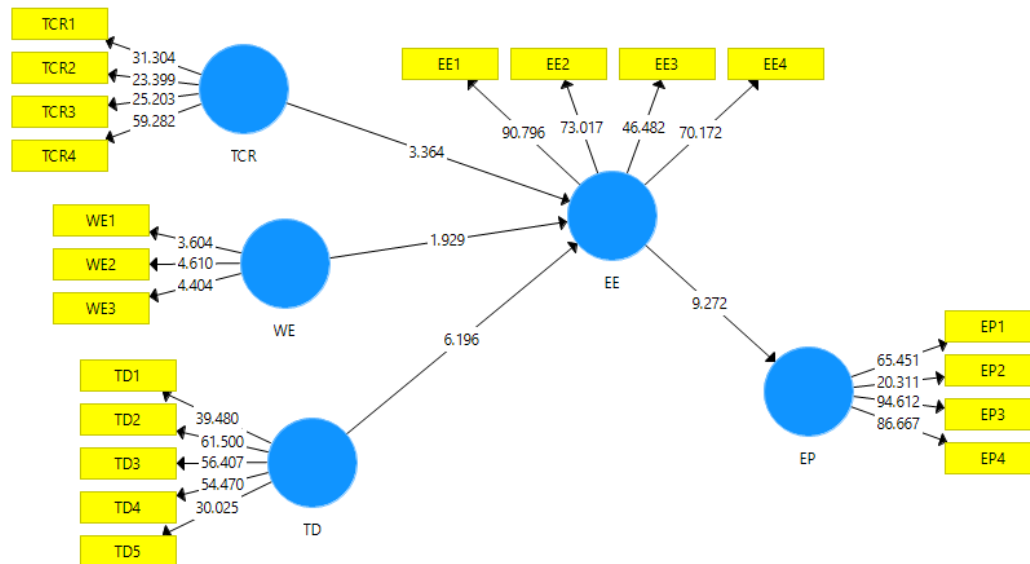 TCR1
TCR2
TCR3
TCR4
31.304
23.399
25.203
59.282
TCR
EE1
EE2
EE3
EE4
90.796
73.017
46.482
70.172
3.364
WE1
WE2
WE3
3.604
4.610
4.404
WE
1.929
EE
6.196
9.272
TD1
TD2
TD3
TD4
TD5
39.480
61.500
56.407
54.470
30.025
TD
EP1
EP2
EP3
EP4
65.451
20.311
94.612
86.667
EP